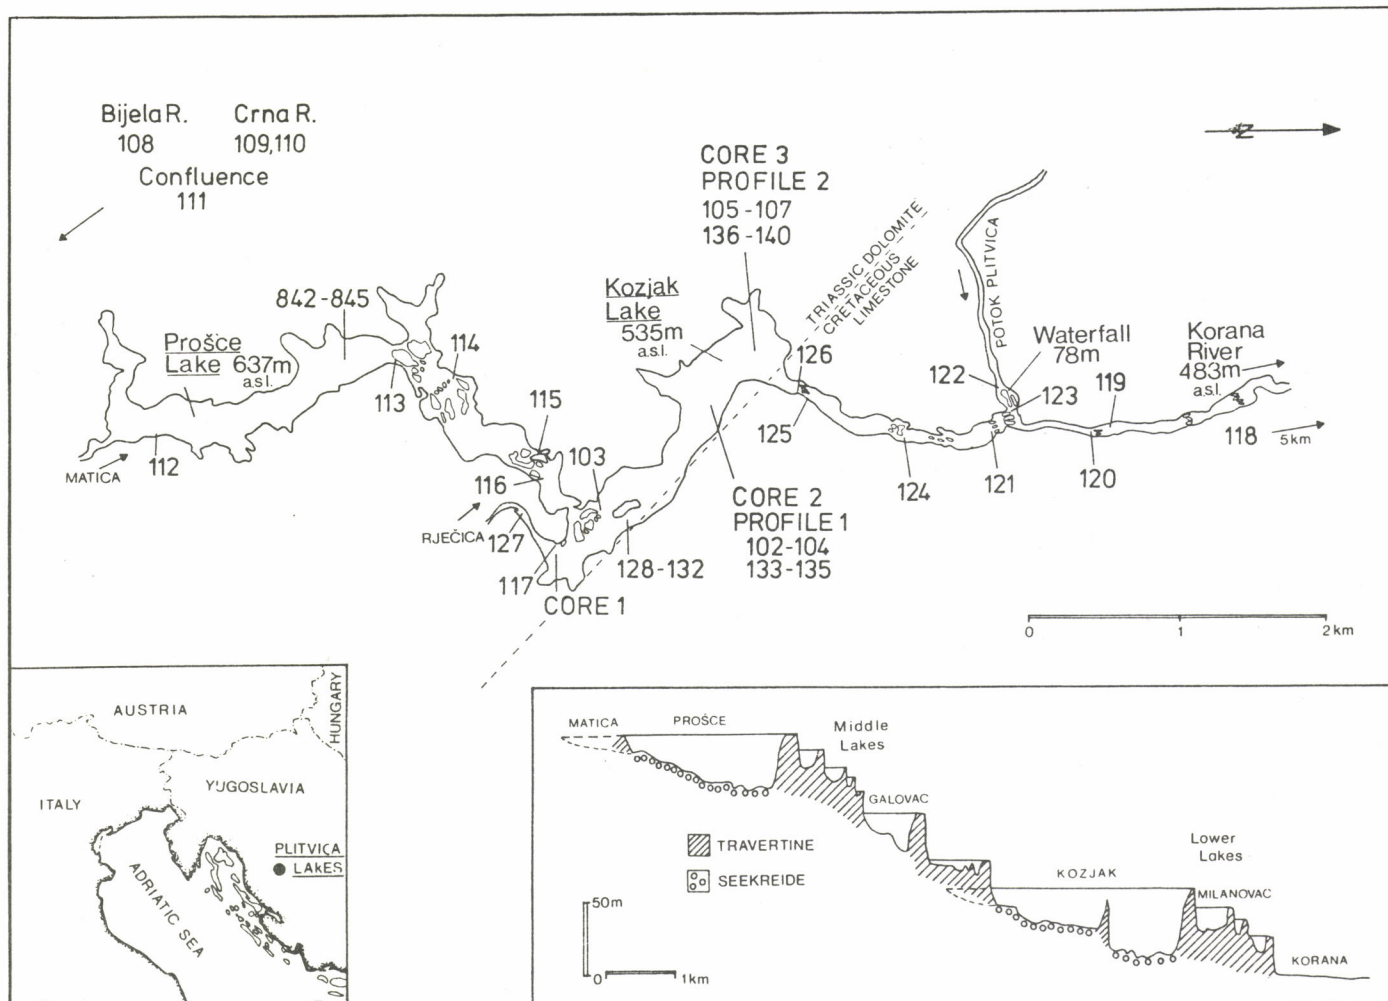 Bijela R. Crna R.
108 109,110
Confluence
111
N
CORE 3
PROFILE 2
105-107
136-140
TRIASSIC DOLOMITE
CRETACEOUS
LIMESTONE
POTOK PLITVICA
842-845
Prošće
Lake 637m
a.s.l.
114
113
115
112
MATICA
116
103
RJEČICA
127
117
CORE 1
128-132
Kozjak
Lake
535m
a.s.l.
126
125
CORE 2
PROFILE 1
102-104
133-135
Waterfall
78m
122
123
119
Korana
River
483m
a.s.l.
124
121
120
118
5km
0 1 2 km
AUSTRIA
HUNGARY
YUGOSLAVIA
ITALY
PLITVICA
LAKES
ADRIATIC SEA
MATICA
PROŠĆE
Middle
Lakes
GALOVAC
TRAVERTINE
SEEKREIDE
Lower
Lakes
KOZJAK
MILANOVAC
KORANA
50m
0
1km